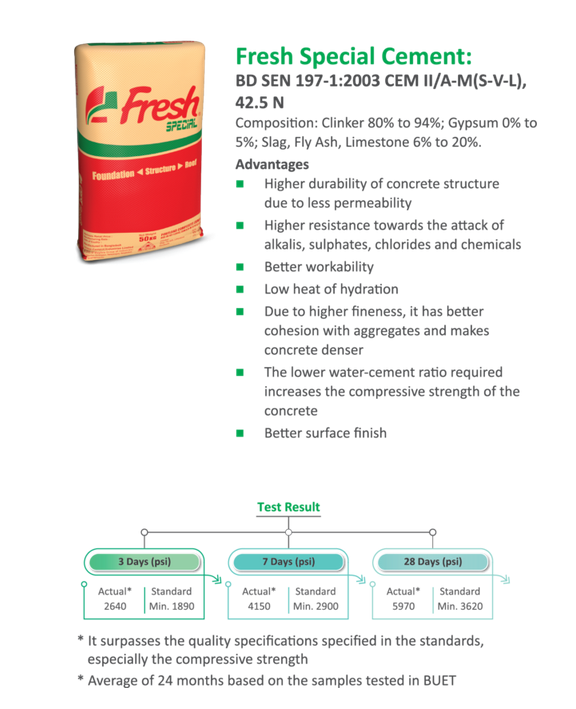 Fresh
SPECIAL
Foundation ◄ Structure ► Roof
50KG
Fresh Special Cement:
BD SEN 197-1:2003 CEM II/A-M(S-V-L),
42.5 N
Composition: Clinker 80% to 94%; Gypsum 0% to
5%; Slag, Fly Ash, Limestone 6% to 20%.
Advantages
Higher durability of concrete structure
due to less permeability
Higher resistance towards the attack of
alkalis, sulphates, chlorides and chemicals
Better workability
Low heat of hydration
Due to higher fineness, it has better
cohesion with aggregates and makes
concrete denser
The lower water-cement ratio required
increases the compressive strength of the
concrete
Better surface finish
Test Result
3 Days (psi)
Actual* Standard
2640 Min. 1890
7 Days (psi)
Actual* Standard
4150 Min. 2900
28 Days (psi)
Actual* Standard
5970 Min. 3620
* It surpasses the quality specifications specified in the standards,
especially the compressive strength
* Average of 24 months based on the samples tested in BUET